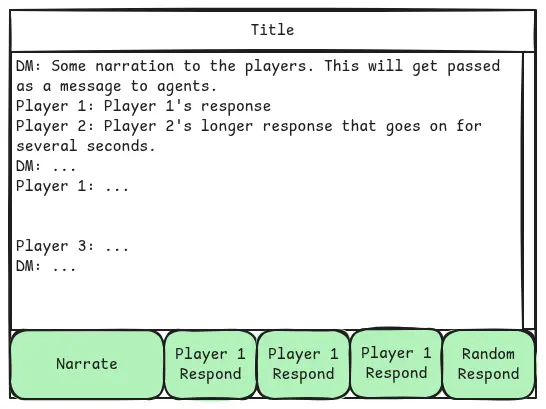 Title
DM: Some narration to the players. This will get passed
as a message to agents.
Player 1: Player 1's response
Player 2: Player 2's longer response that goes on for
several seconds.
DM: ...
Player 1: ...
Player 3: ...
DM: ...
Narrate
Player 1
Respond
Player 1
Respond
Player 1
Respond
Random
Respond